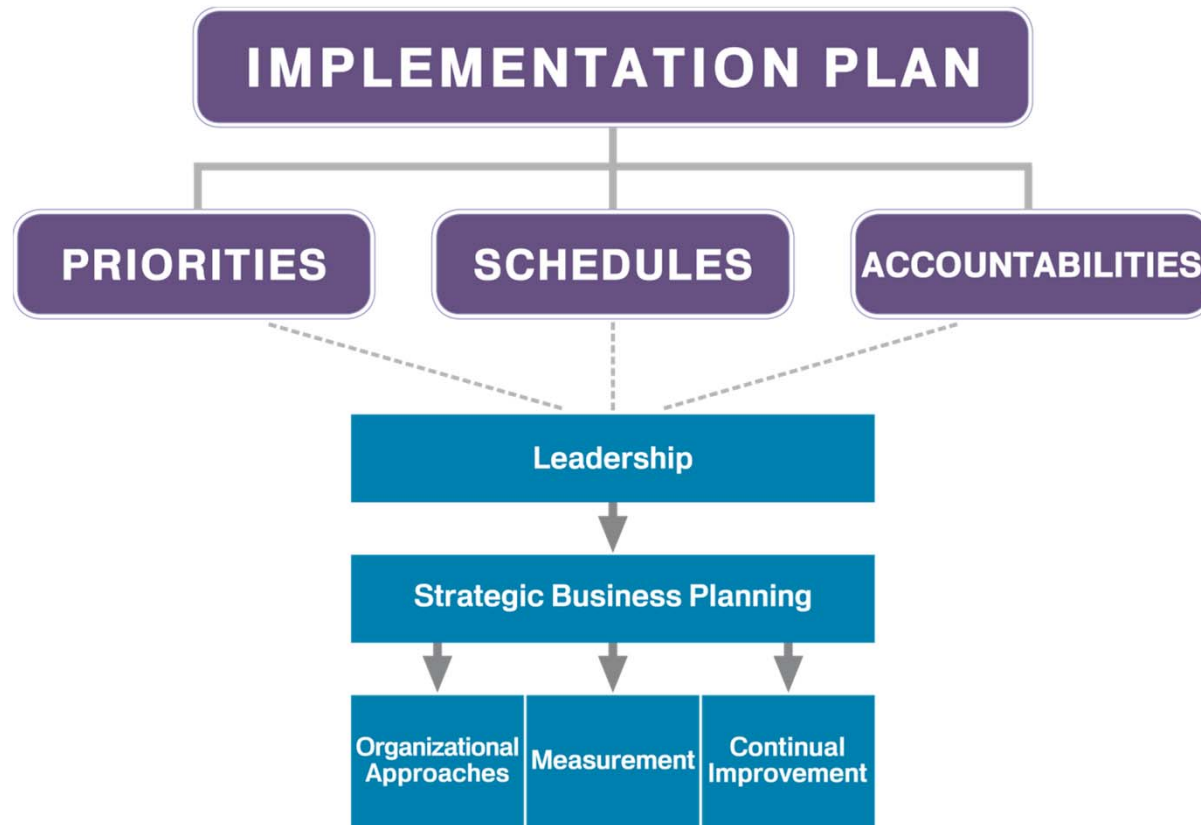 IMPLEMENTATION PLAN
PRIORITIES
SCHEDULES
ACCOUNTABILITIES
Leadership
Strategic Business Planning
Organizational
Approaches
Measurement
Continual
Improvement